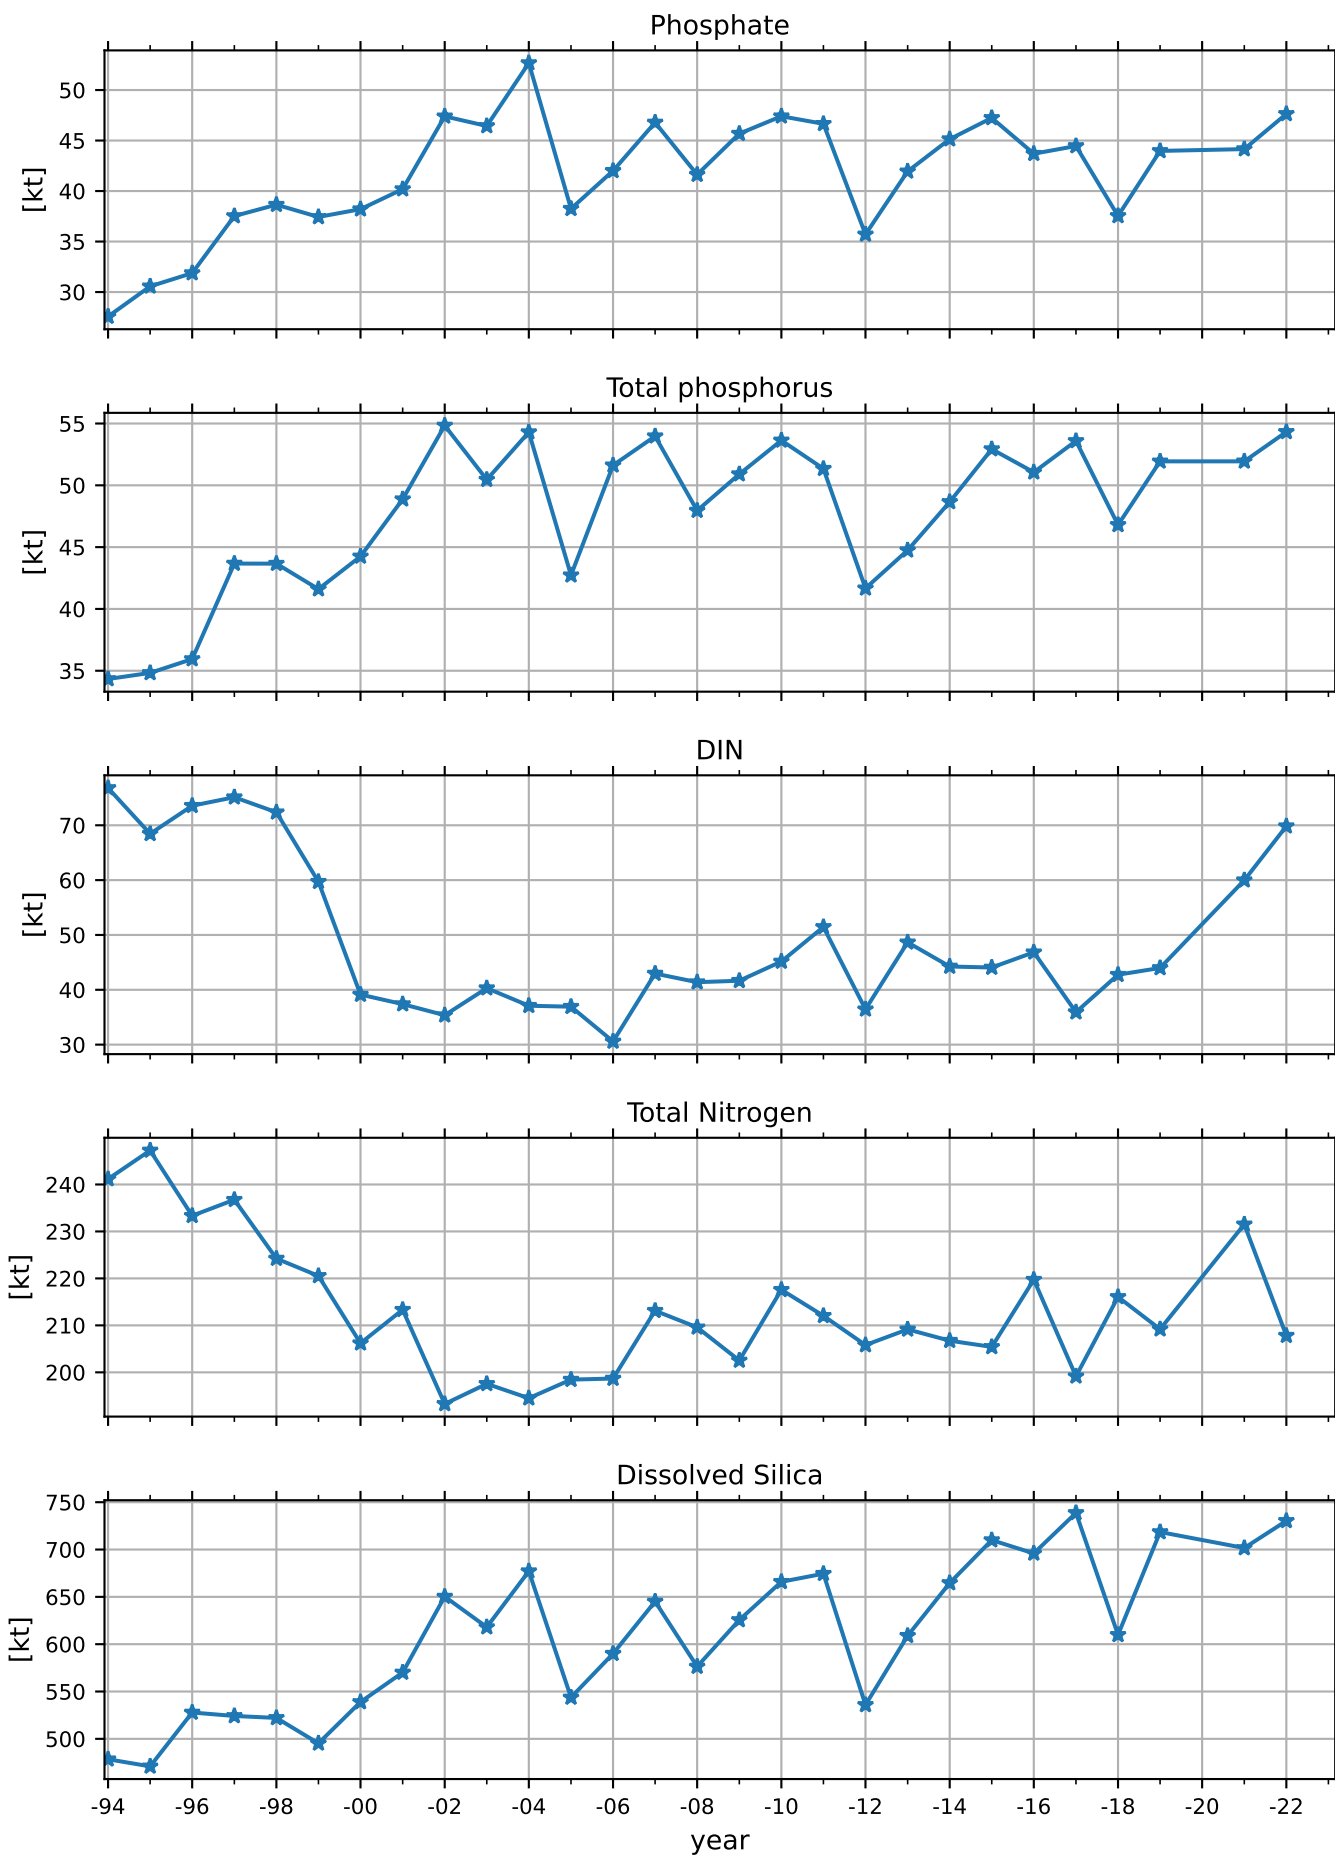 Phosphate
50
45
40
35
30
[kt]
Total phosphorus
55
50
45
40
35
[kt]
DIN
70
60
50
40
30
[kt]
Total Nitrogen
240
230
220
210
200
[kt]
Dissolved Silica
750
700
650
600
550
500
[kt]
-94 -96 -98 -00 -02 -04 -06 -08 -10 -12 -14 -16 -18 -20 -22
year